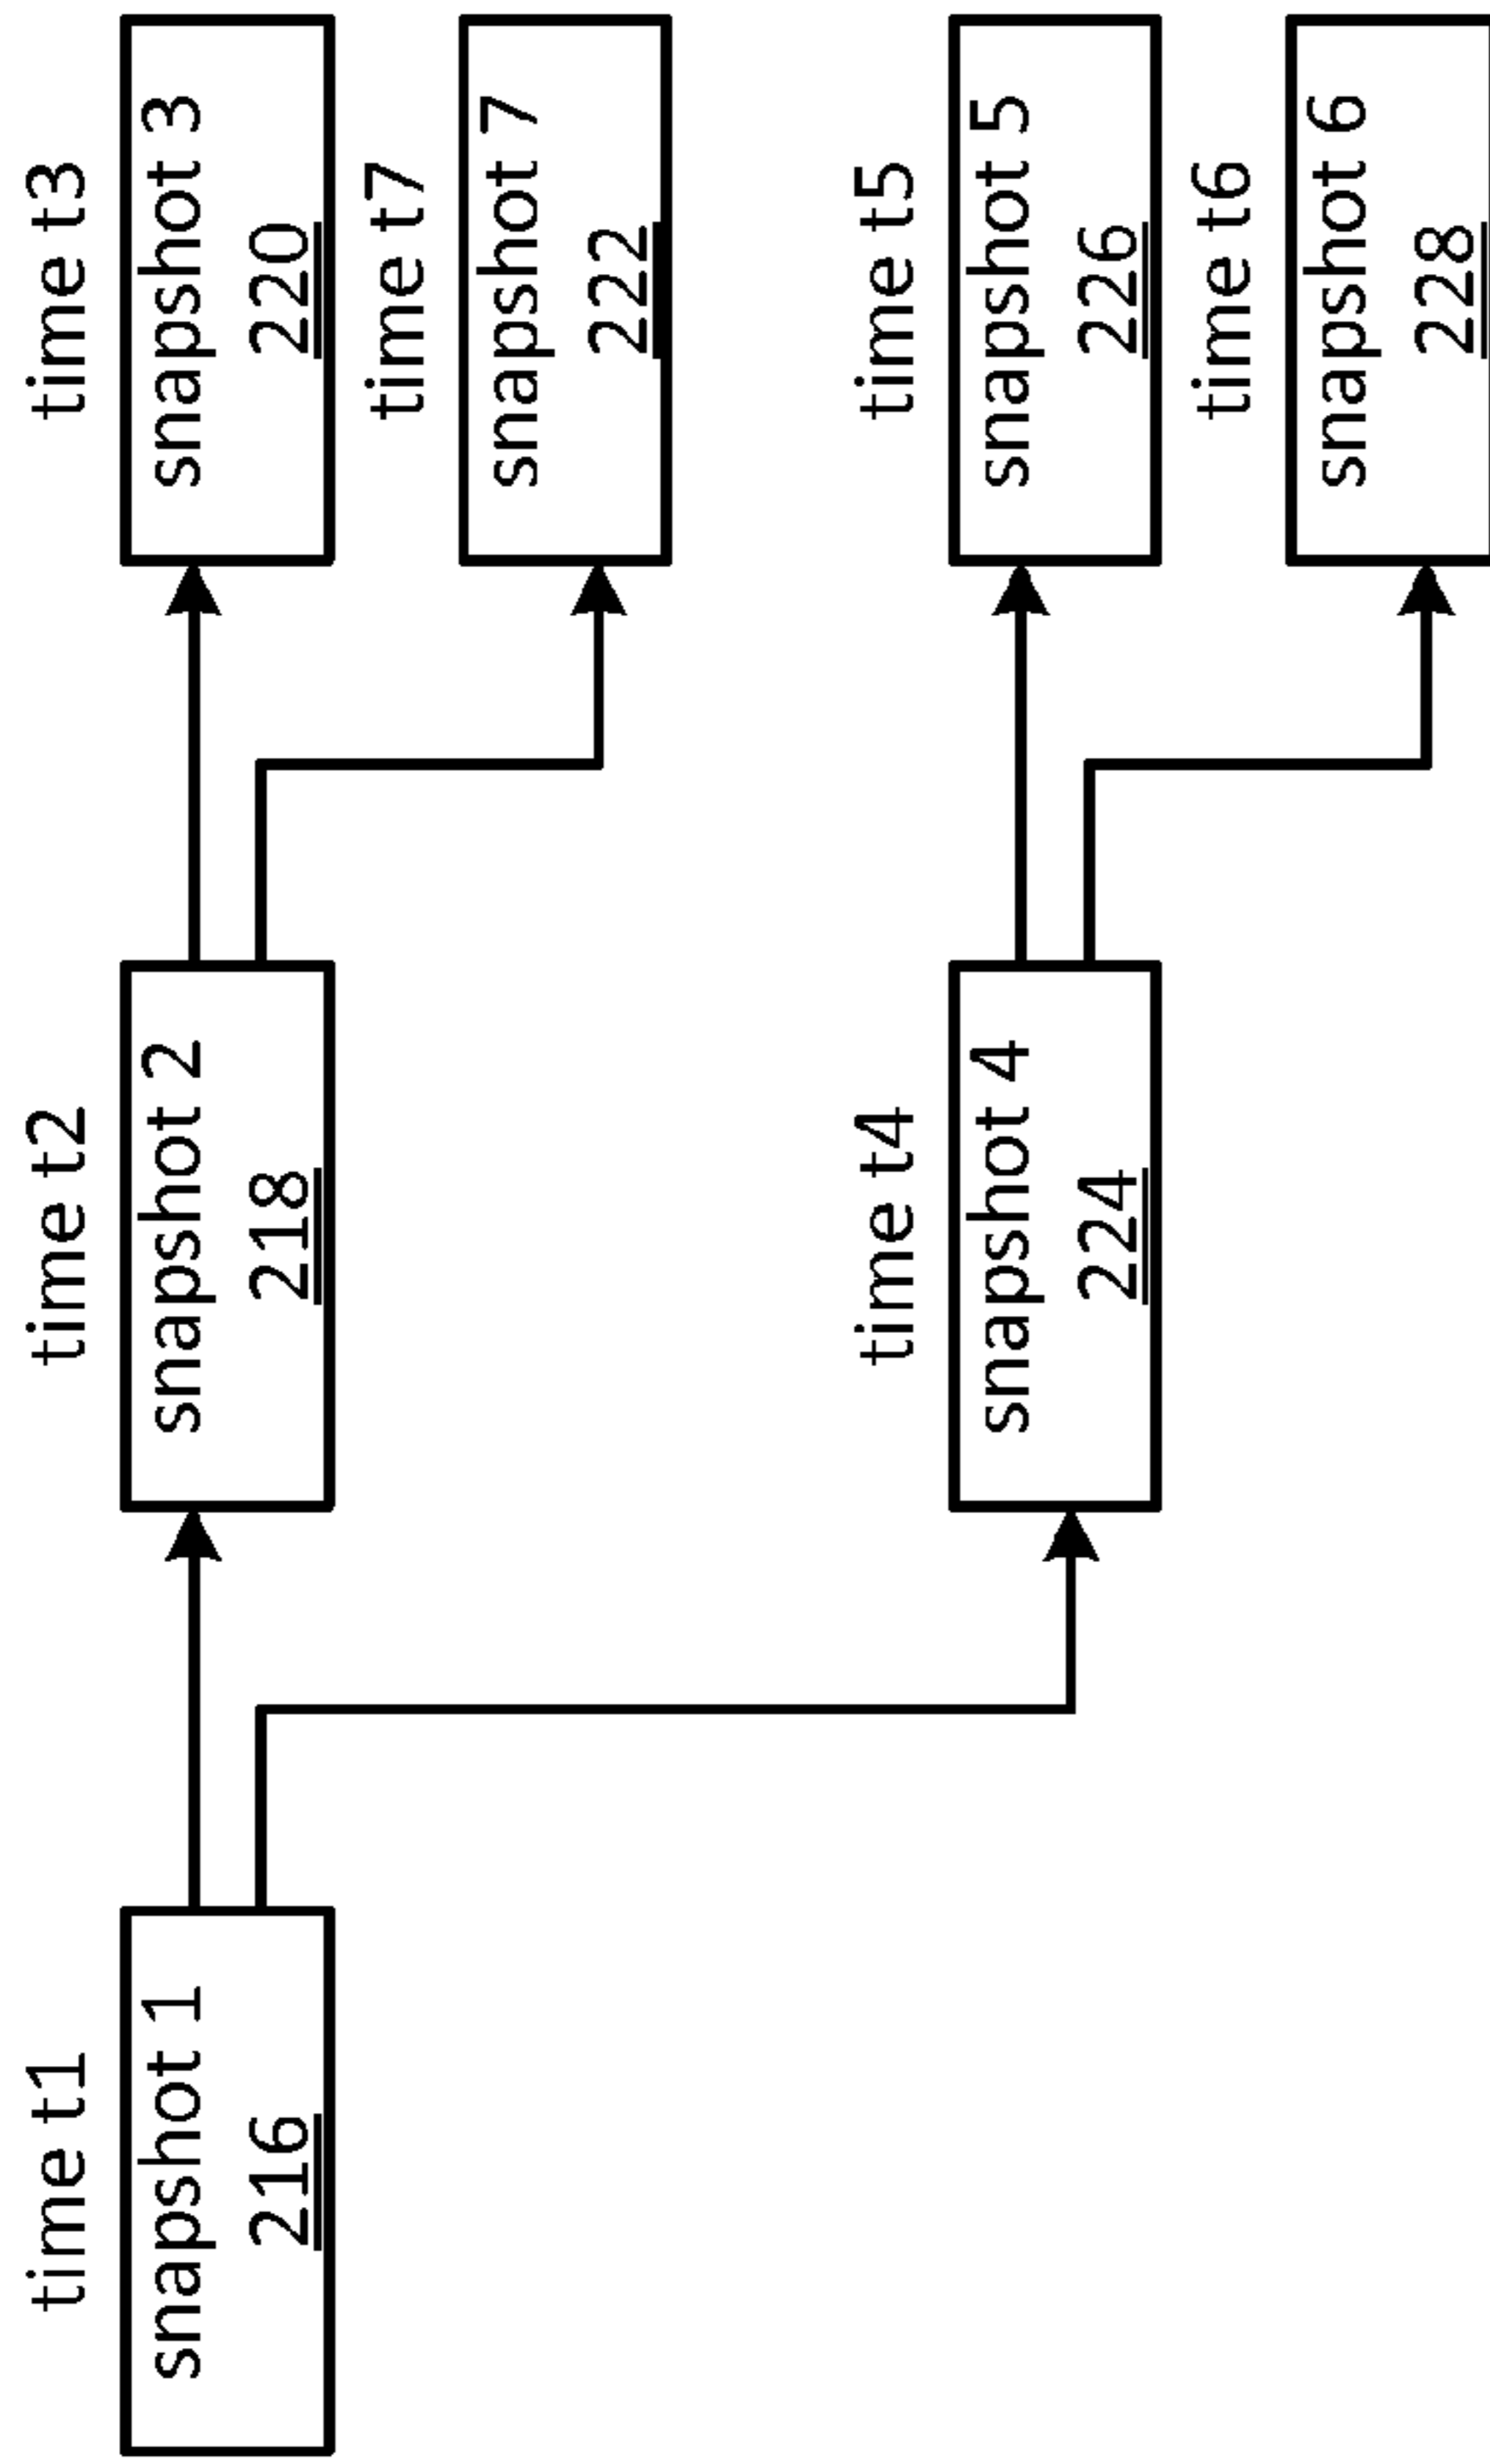 time t1
snapshot 1
216
time t2
snapshot 2
218
time t3
snapshot 3
220
time t7
snapshot 7
222
time t4
snapshot 4
224
time t5
snapshot 5
226
time t6
snapshot 6
228